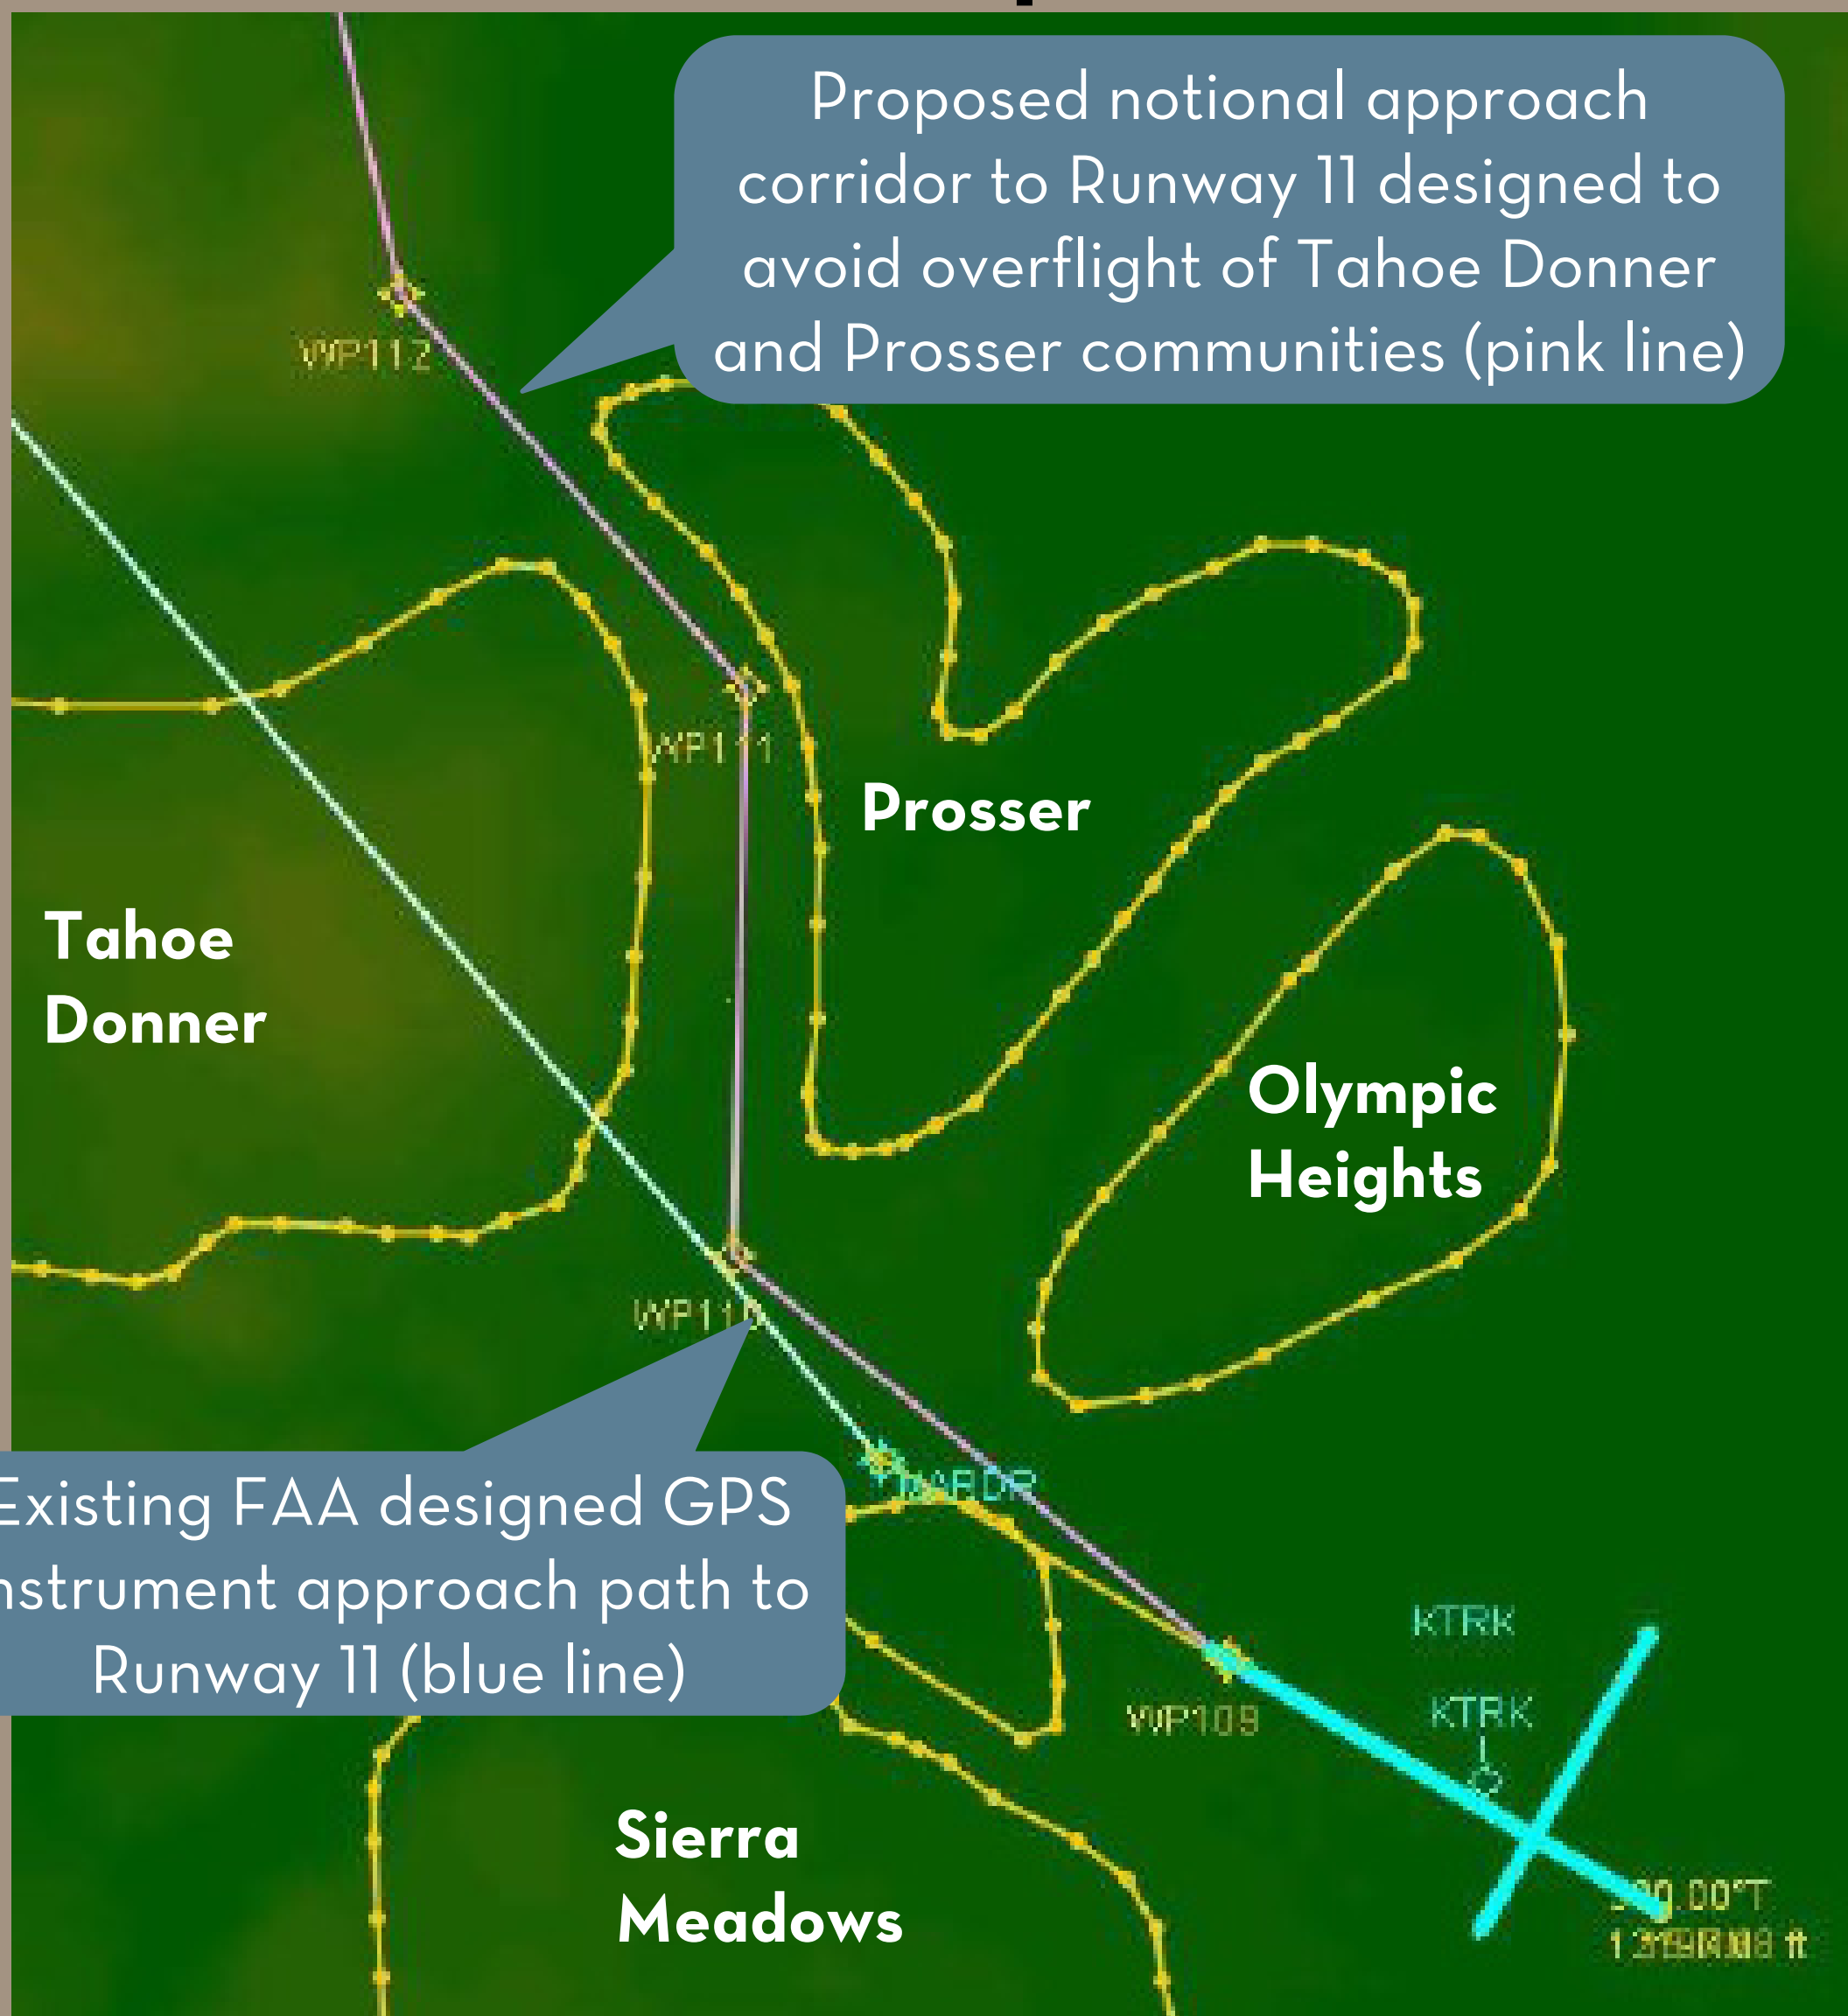 Proposed notional approach
corridor to Runway 11 designed to
avoid overflight of Tahoe Donner
and Prosser communities (pink line)
WP112
WP111
Prosser
Tahoe
Donner
Olympic
Heights
WP110
Existing FAA designed GPS
nstrument approach path to
Runway 11 (blue line)
KTRK
WP109
KTRK
Sierra
Meadows
ft